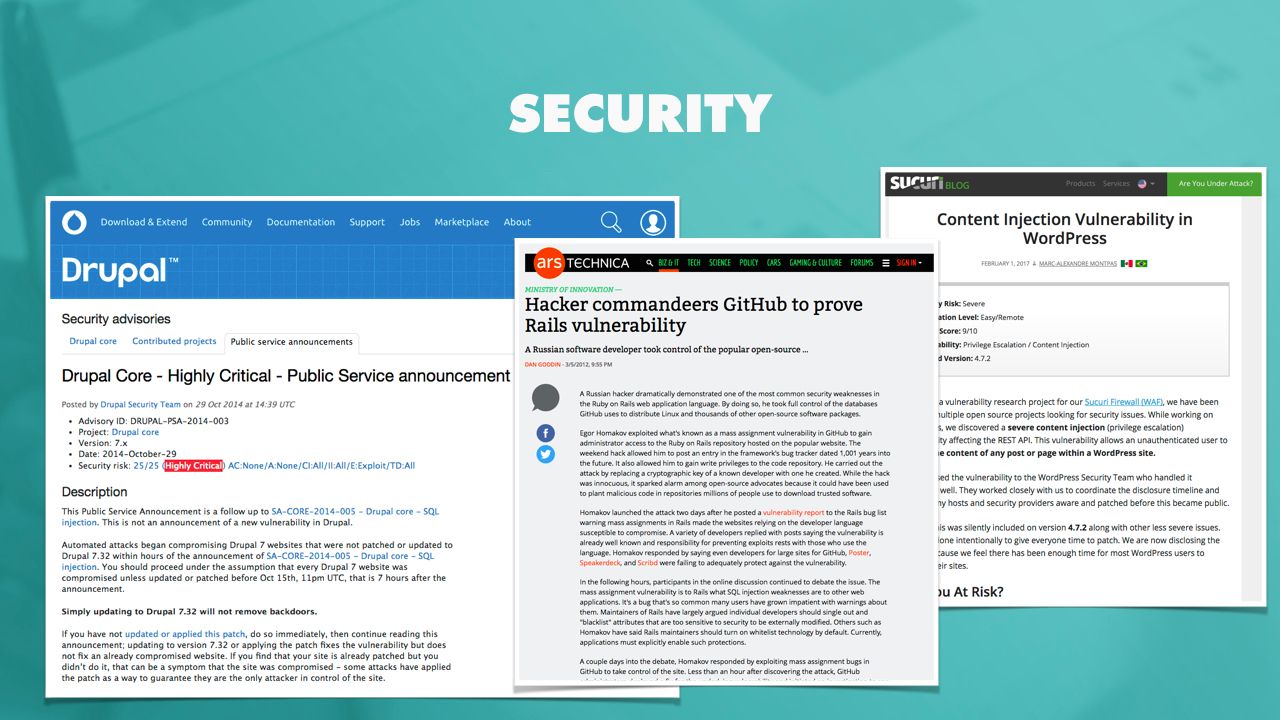 SECURITY
Download & Extend Community Documentation Support Jobs Marketplace About
Drupal™
Security advisories
Drupal core Contributed projects Public service announcements
Drupal Core - Highly Critical - Public Service announcement
Posted by Drupal Security Team on 29 Oct 2014 at 14:39 UTC
• Advisory ID: DRUPAL-PSA-2014-003
• Project: Drupal core
• Version: 7.x
• Date: 2014-October-29
• Security risk: 25/25 (Highly Critical) AC:None/A:None/CI:All/II:All/E:Exploit/TD:All
Description
This Public Service Announcement is a follow up to SA-CORE-2014-005 - Drupal core - SQL
injection. This is not an announcement of a new vulnerability in Drupal.
Automated attacks began compromising Drupal 7 websites that were not patched or updated to
Drupal 7.32 within hours of the announcement of SA-CORE-2014-005 - Drupal core - SQL
injection. You should proceed under the assumption that every Drupal 7 website was
compromised unless updated or patched before Oct 15th, 11pm UTC, that is 7 hours after the
announcement.
Simply updating to Drupal 7.32 will not remove backdoors.
If you have not updated or applied this patch, do so immediately, then continue reading this
announcement; updating to version 7.32 or applying the patch fixes the vulnerability but does
not fix an already compromised website. If you find that your site is already patched but you
didn't do it, that can be a symptom that the site was compromised - some attacks have applied
the patch as a way to guarantee they are the only attacker in control of the site.
ars TECHNICA BIZ & IT TECH SCIENCE POLICY CARS GAMING & CULTURE FORUMS SIGN IN
MINISTRY OF INNOVATION —
Hacker commandeers GitHub to prove
Rails vulnerability
A Russian software developer took control of the popular open-source ...
DAN GOODIN - 3/5/2012, 9:55 PM
A Russian hacker dramatically demonstrated one of the most common security weaknesses in
the Ruby on Rails web application language. By doing so, he took full control of the databases
GitHub uses to distribute Linux and thousands of other open-source software packages.
Egor Homakov exploited what's known as a mass assignment vulnerability in GitHub to gain
administrator access to the Ruby on Rails repository hosted on the popular website. The
weekend hack allowed him to post an entry in the framework's bug tracker dated 1,001 years into
the future. It also allowed him to gain write privileges to the code repository. He carried out the
attack by replacing a cryptographic key of a known developer with one he created. While the hack
was innocuous, it sparked alarm among open-source advocates because it could have been used
to plant malicious code in repositories millions of people use to download trusted software.
Homakov launched the attack two days after he posted a vulnerability report to the Rails bug list
warning mass assignments in Rails made the websites relying on the developer language
susceptible to compromise. A variety of developers replied with posts saying the vulnerability is
already well known and responsibility for preventing exploits rests with those who use the
language. Homakov responded by saying even developers for large sites for GitHub, Poster,
Speakerdeck, and Scribd were failing to adequately protect against the vulnerability.
In the following hours, participants in the online discussion continued to debate the issue. The
mass assignment vulnerability is to Rails what SQL injection weaknesses are to other web
applications. It's a bug that's so common many users have grown impatient with warnings about
them. Maintainers of Rails have largely argued individual developers should single out and
"blacklist" attributes that are too sensitive to security to be externally modified. Others such as
Homakov have said Rails maintainers should turn on whitelist technology by default. Currently,
applications must explicitly enable such protections.
A couple days into the debate, Homakov responded by exploiting mass assignment bugs in
GitHub to take control of the site. Less than an hour after discovering the attack, GitHub
SUCURI BLOG Products Services Are You Under Attack?
Content Injection Vulnerability in
WordPress
FEBRUARY 1, 2017 MARC-ALEXANDRE MONTPAS
y Risk: Severe
ation Level: Easy/Remote
Score: 9/10
ability: Privilege Escalation / Content Injection
d Version: 4.7.2
a vulnerability research project for our Sucuri Firewall (WAF), we have been
ultiple open source projects looking for security issues. While working on
s, we discovered a severe content injection (privilege escalation)
ity affecting the REST API. This vulnerability allows an unauthenticated user to
e content of any post or page within a WordPress site.
sed the vulnerability to the WordPress Security Team who handled it
well. They worked closely with us to coordinate the disclosure timeline and
ny hosts and security providers aware and patched before this became public.
his was silently included on version 4.7.2 along with other less severe issues.
one intentionally to give everyone time to patch. We are now disclosing the
cause we feel there has been enough time for most WordPress users to
eir sites.
ou At Risk?